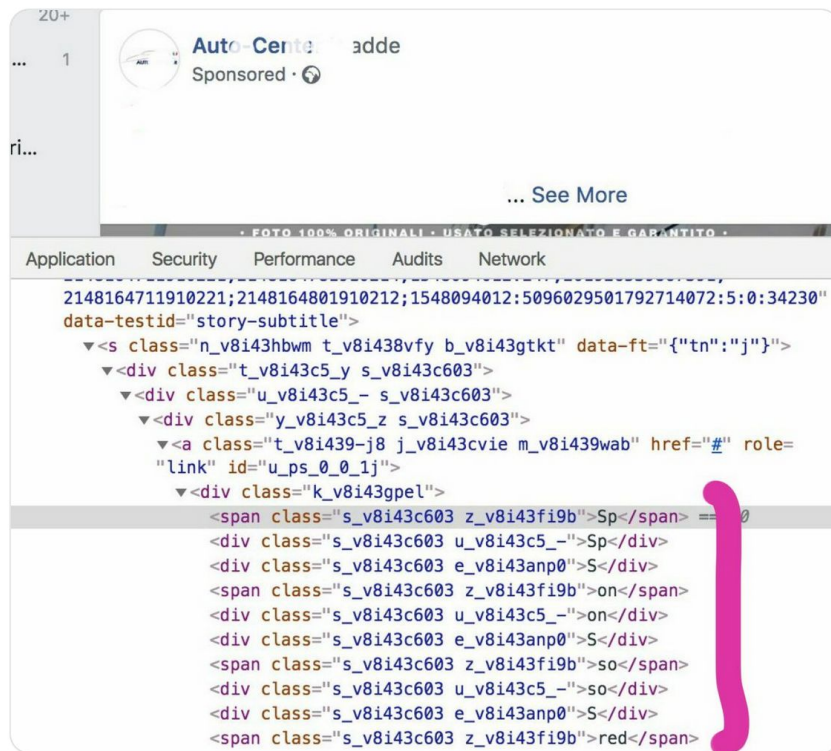 20+
... 1
Auto-Cente adde
Sponsored ·
ri...
... See More
• FOTO 100% ORIGINALI • USATO SELEZIONATO E GARANTITO •
Application Security Performance Audits Network
2148164711910221;2148164801910212;1548094012:5096029501792714072:5:0:34230"
data-testid="story-subtitle">
▼<s class="n_v8i43hbwm t_v8i438vfy b_v8i43gtkt" data-ft="{"tn":"j"}">
▼<div class="t_v8i43c5_y s_v8i43c603">
▼<div class="u_v8i43c5_- s_v8i43c603">
▼<div class="y_v8i43c5_z s_v8i43c603">
▼<a class="t_v8i439-j8 j_v8i43cvie m_v8i439wab" href="#" role=
"link" id="u_ps_0_0_1j">
▼<div class="k_v8i43gpel">
<span class="s_v8i43c603 z_v8i43fi9b">Sp</span>
<div class="s_v8i43c603 u_v8i43c5_-">Sp</div>
<div class="s_v8i43c603 e_v8i43anp0">S</div>
<span class="s_v8i43c603 z_v8i43fi9b">on</span>
<div class="s_v8i43c603 u_v8i43c5_-">on</div>
<div class="s_v8i43c603 e_v8i43anp0">S</div>
<span class="s_v8i43c603 z_v8i43fi9b">so</span>
<div class="s_v8i43c603 u_v8i43c5_-">so</div>
<div class="s_v8i43c603 e_v8i43anp0">S</div>
<span class="s_v8i43c603 z_v8i43fi9b">red</span>